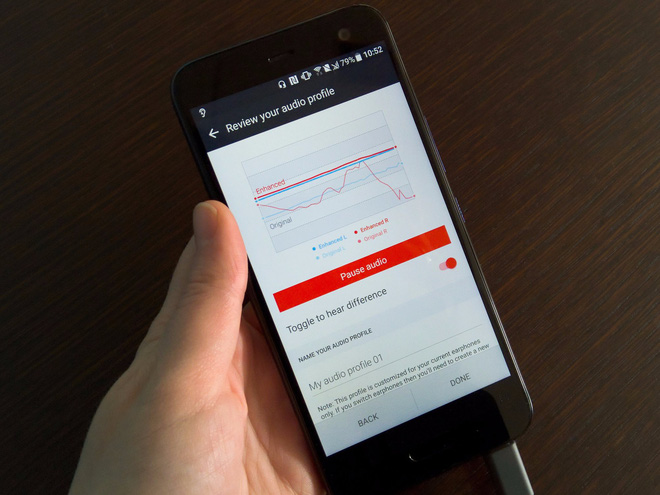 79% 10:52
Review your audio profile
Enhanced
Original
Enhanced L Enhanced R
Original L Original R
Pause audio
Toggle to hear difference
NAME YOUR AUDIO PROFILE
My audio profile 01
Note: This profile is customized for your current earphones
only. If you switch earphones then you'll need to create a new
BACK DONE